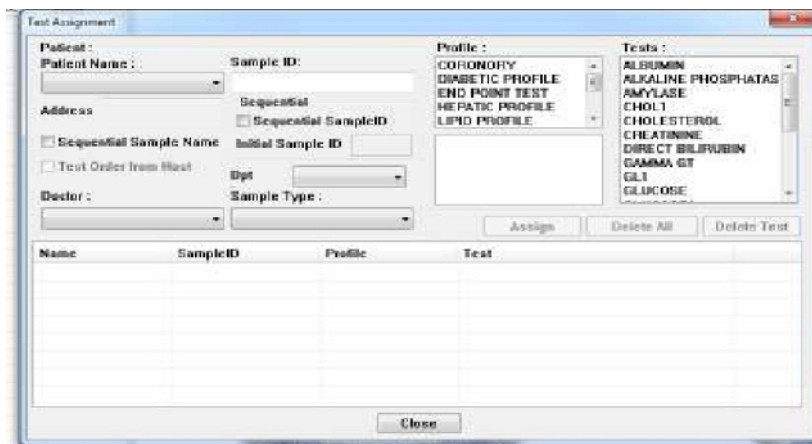 Test Assignment
Patient :
Patient Name :
Address
Sequential Sample Name
Test Order from Host
Doctor :
Sample ID:
Sequential
Sequential SampleID
Initial Sample ID
Dpt
Sample Type :
Profile :
CORONORY
DIABETIC PROFILE
END POINT TEST
HEPATIC PROFILE
LIPID PROFILE
Tests :
ALBUMIN
ALKALINE PHOSPHATAS
AMYLASE
CHOL1
CHOLESTEROL
CREATININE
DIRECT BILIRUBIN
GAMMA GT
GL1
GLUCOSE
Assign
Delete All
Delete Test
Name SampleID Profile Test
Close